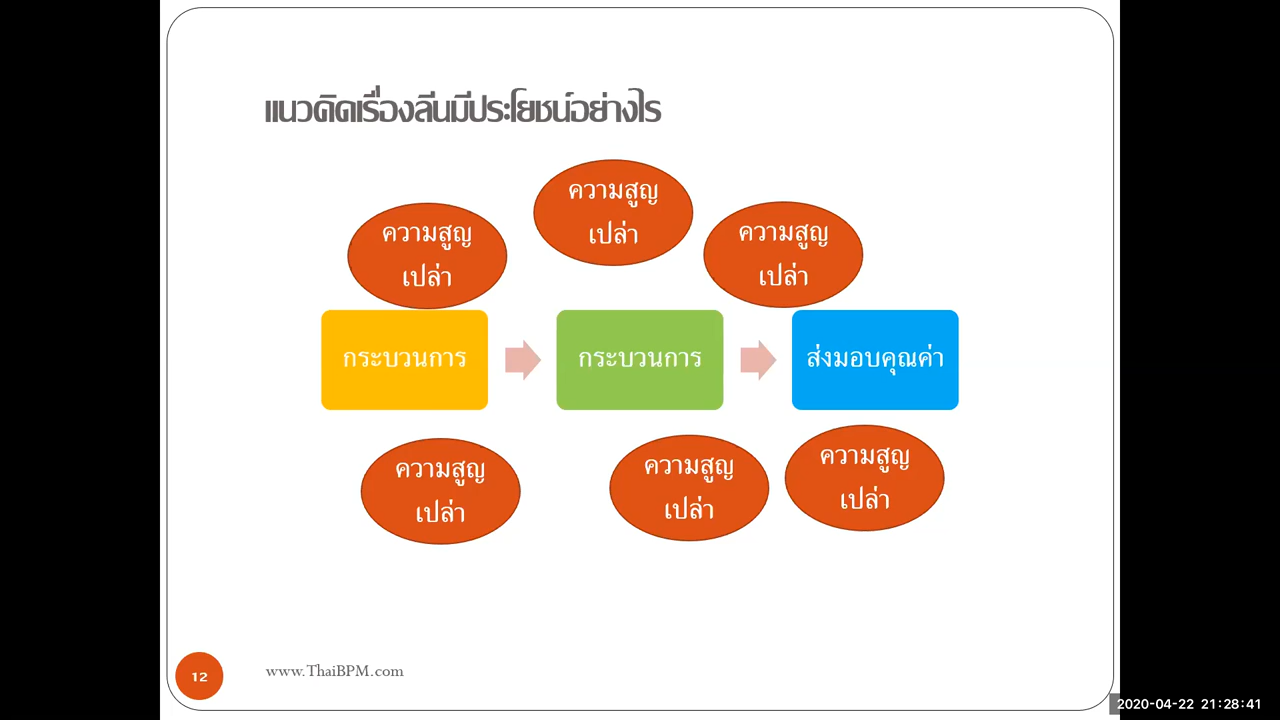 แนวคิดเรื่องลีนมีประโยชน์อย่างไร
ความสูญ
เปล่า
ความสูญ
เปล่า
ความสูญ
เปล่า
กระบวนการ
กระบวนการ
ส่งมอบคุณค่า
ความสูญ
เปล่า
ความสูญ
เปล่า
ความสูญ
เปล่า
12
www.ThaiBPM.com
2020-04-22 21:28:41